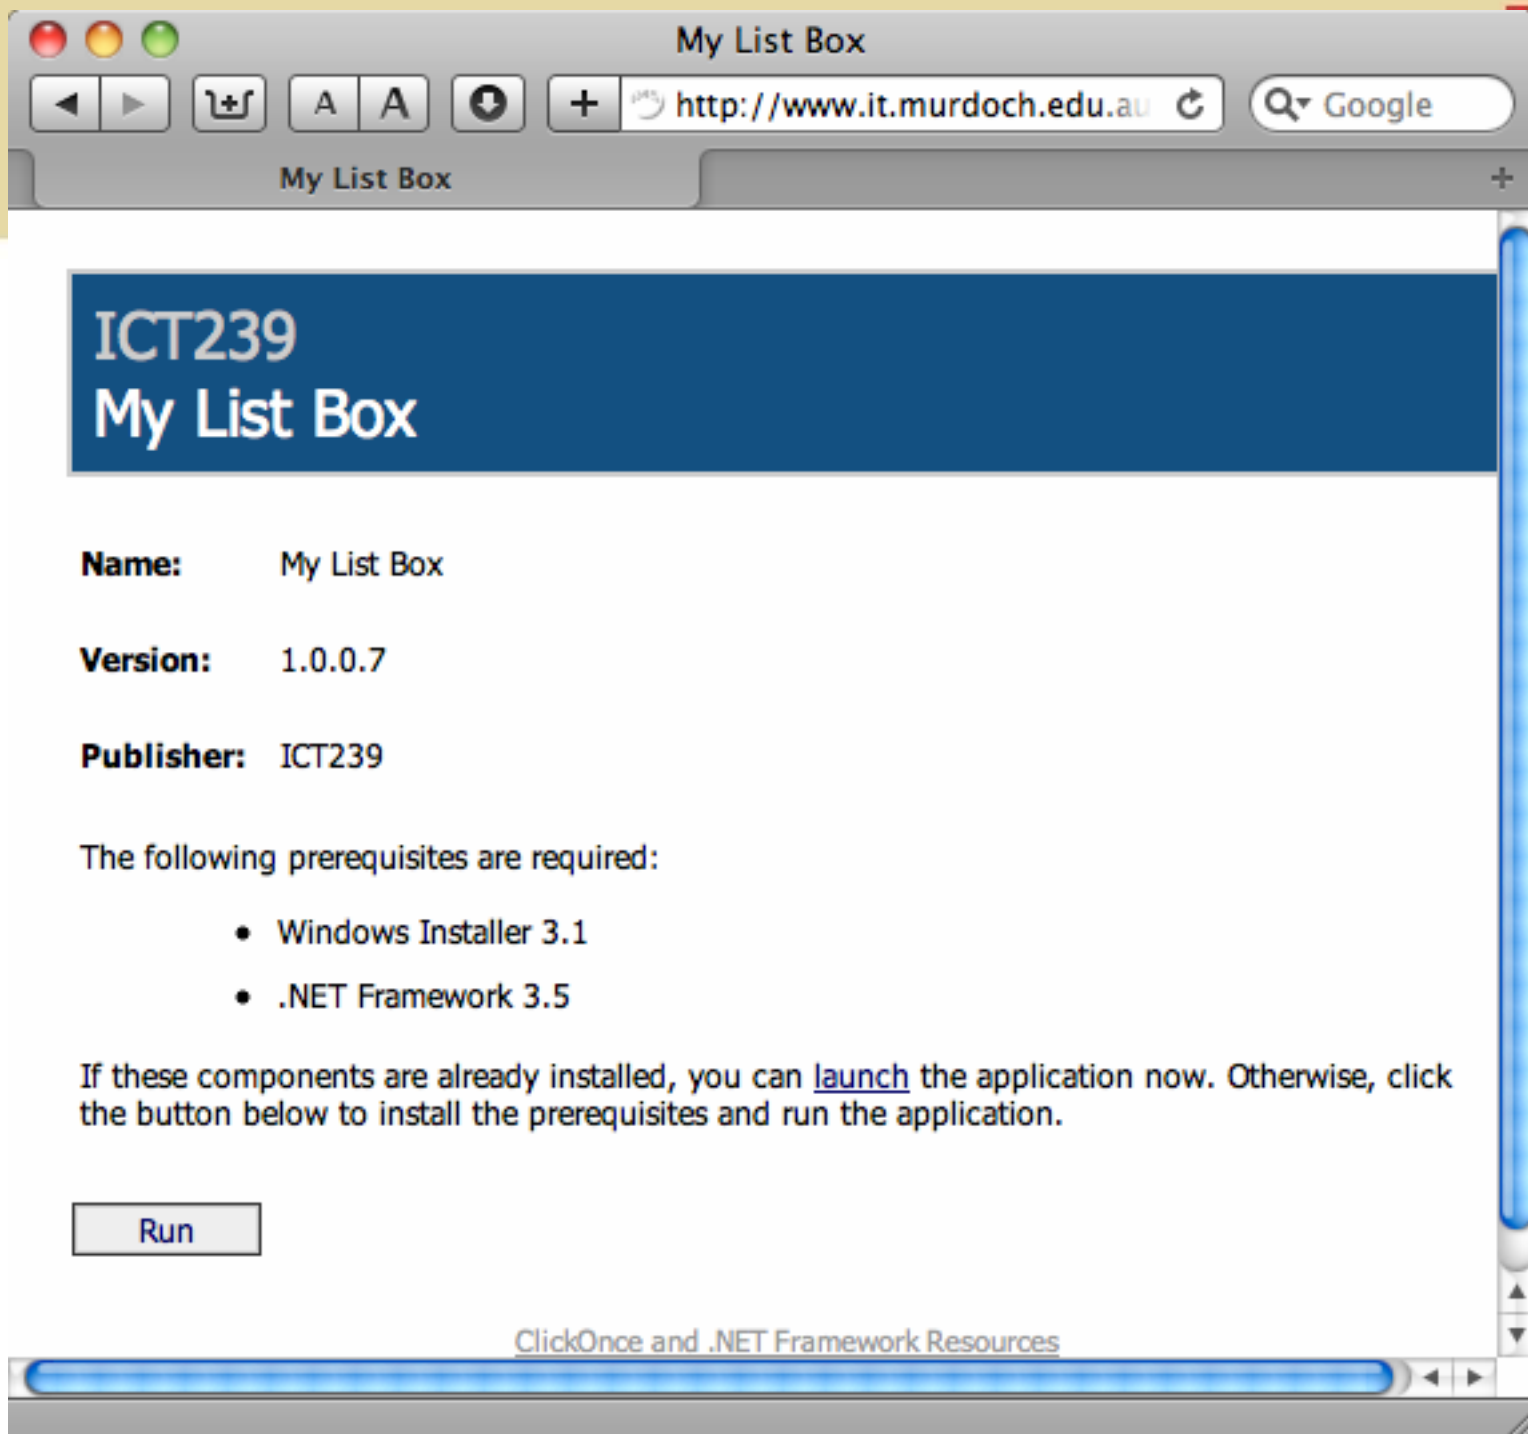 My List Box
A A + http://www.it.murdoch.edu.au Google
My List Box +
ICT239
My List Box
Name: My List Box
Version: 1.0.0.7
Publisher: ICT239
The following prerequisites are required:
• Windows Installer 3.1
• .NET Framework 3.5
If these components are already installed, you can launch the application now. Otherwise, click
the button below to install the prerequisites and run the application.
Run
ClickOnce and .NET Framework Resources